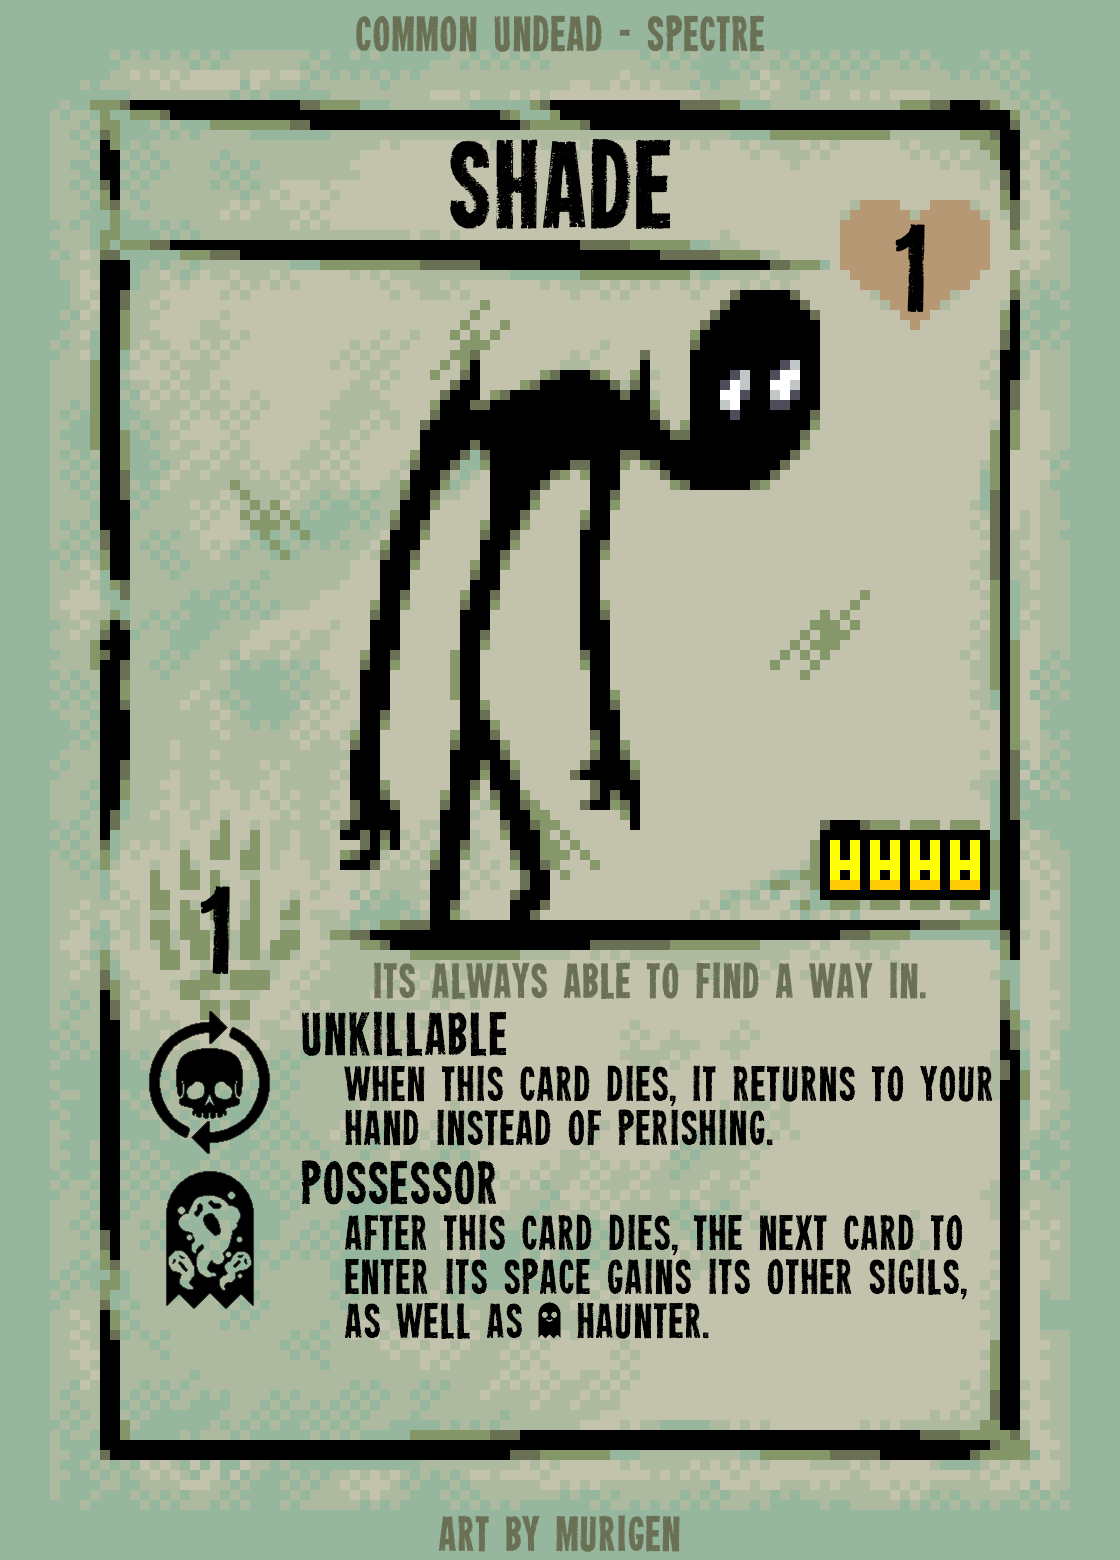 COMMON UNDEAD - SPECTRE
SHADE
1
1
ITS ALWAYS ABLE TO FIND A WAY IN.
UNKILLABLE
WHEN THIS CARD DIES, IT RETURNS TO YOUR
HAND INSTEAD OF PERISHING.
POSSESSOR
AFTER THIS CARD DIES, THE NEXT CARD TO
ENTER ITS SPACE GAINS ITS OTHER SIGILS,
AS WELL AS HAUNTER.
ART BY MURIGEN